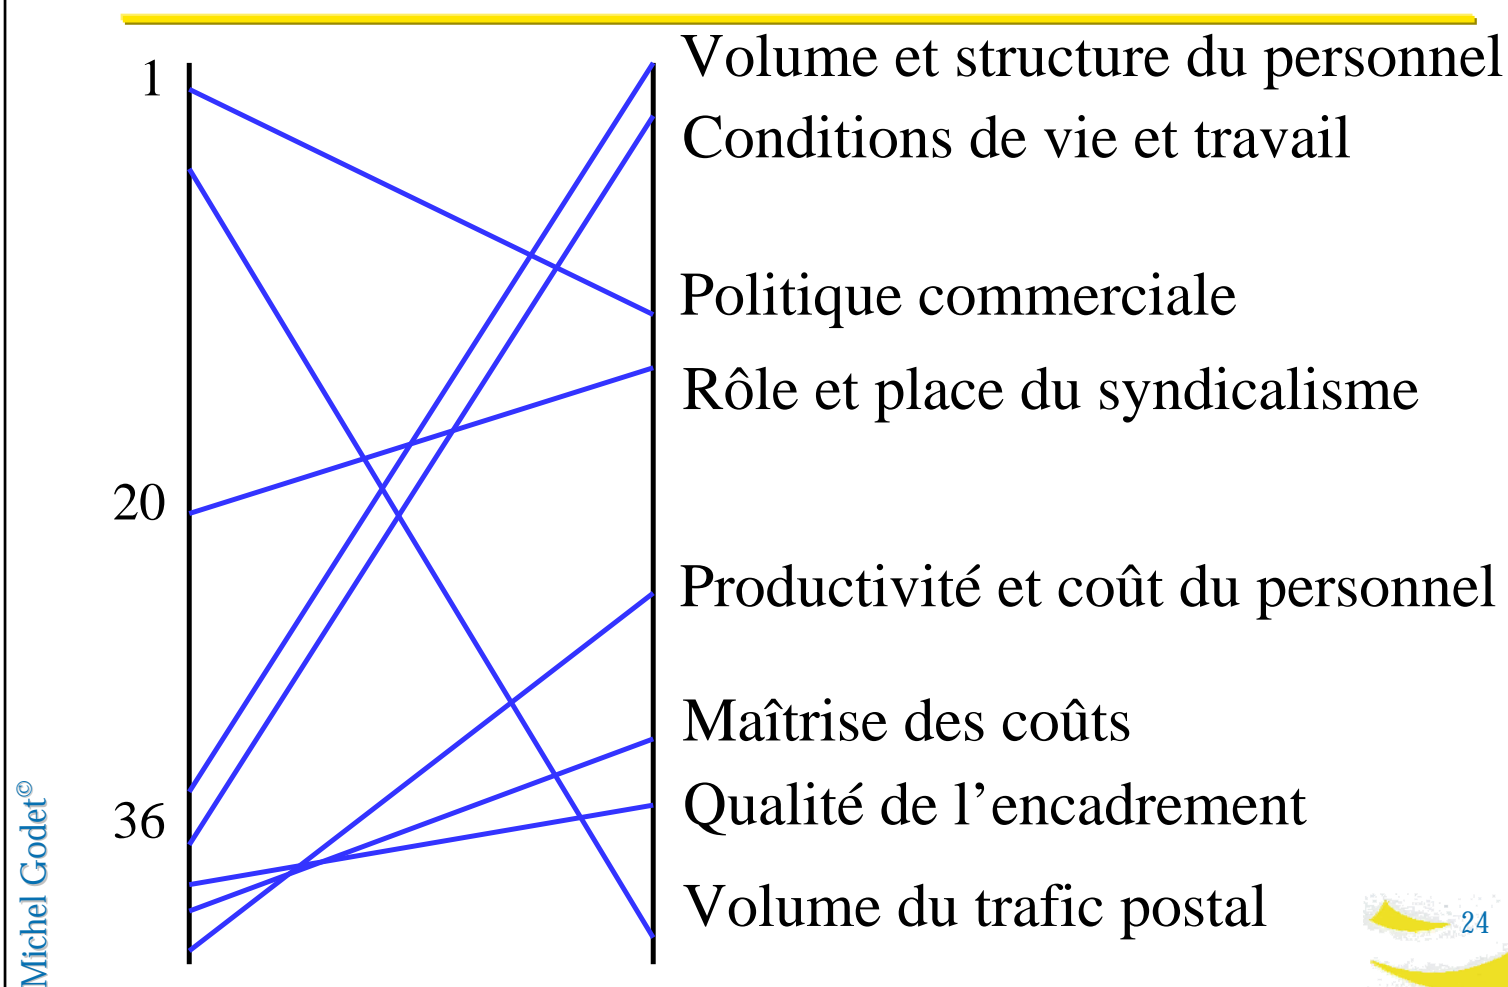 Volume et structure du personnel
1
Conditions de vie et travail
Politique commerciale
Rôle et place du syndicalisme
20
Productivité et coût du personnel
Maîtrise des coûts
Qualité de l’encadrement
36
Volume du trafic postal
Michel Godet©
24